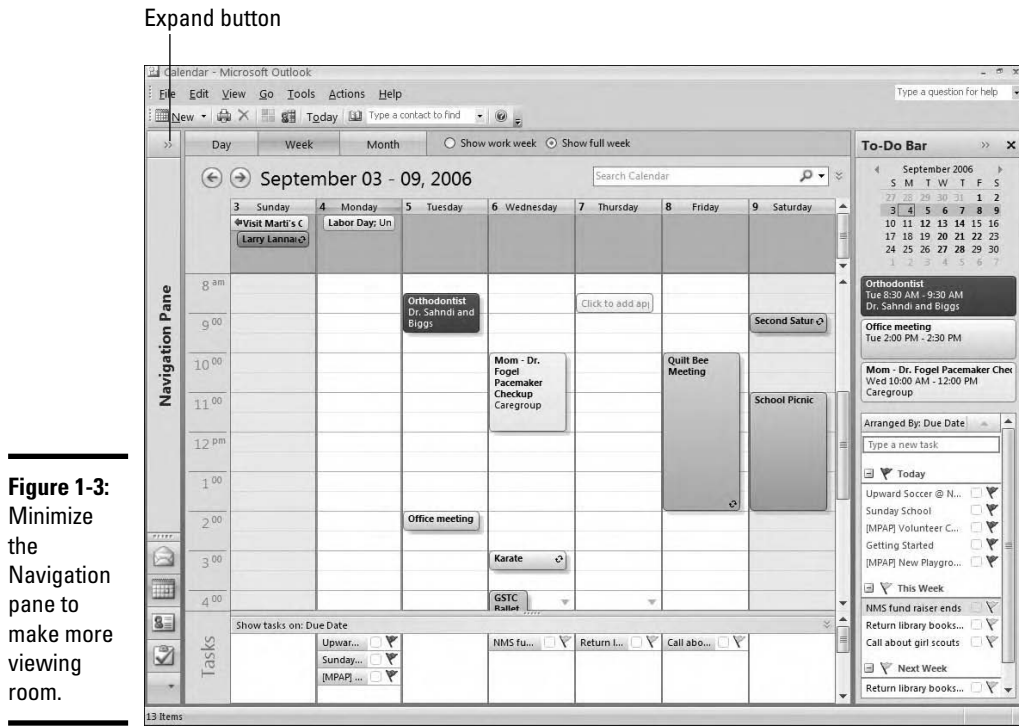 Expand button
Calendar - Microsoft Outlook
File Edit View Go Tools Actions Help
Type a question for help
New Today Type a contact to find
Day Week Month Show work week Show full week
September 03 - 09, 2006
Search Calendar
3 Sunday 4 Monday 5 Tuesday 6 Wednesday 7 Thursday 8 Friday 9 Saturday
Visit Marti's C
Labor Day; Un
Larry Lannar
Navigation Pane
8 am
9 00
10 00
11 00
12 pm
1 00
2 00
3 00
4 00
Orthodontist
Dr. Sahndi and
Biggs
Click to add ap
Second Satur
Mom - Dr.
Fogel
Pacemaker
Checkup
Caregroup
Quilt Bee
Meeting
School Picnic
Office meeting
Karate
GSTC
Ballet
Tasks
Show tasks on: Due Date
Upwar...
Sunday...
[MPAP] ...
NMS fu...
Return l...
Call abo...
To-Do Bar
September 2006
S M T W T F S
27 28 29 30 31 1 2
3 4 5 6 7 8 9
10 11 12 13 14 15 16
17 18 19 20 21 22 23
24 25 26 27 28 29 30
1 2 3 4 5 6 7
Orthodontist
Tue 8:30 AM - 9:30 AM
Dr. Sahndi and Biggs
Office meeting
Tue 2:00 PM - 2:30 PM
Mom - Dr. Fogel Pacemaker Chec
Wed 10:00 AM - 12:00 PM
Caregroup
Arranged By: Due Date
Type a new task
Today
Upward Soccer @ N...
Sunday School
[MPAP] Volunteer C...
Getting Started
[MPAP] New Playgro...
This Week
NMS fund raiser ends
Return library books...
Call about girl scouts
Next Week
Return library books...
13 Items
Figure 1-3:
Minimize
the
Navigation
pane to
make more
viewing
room.